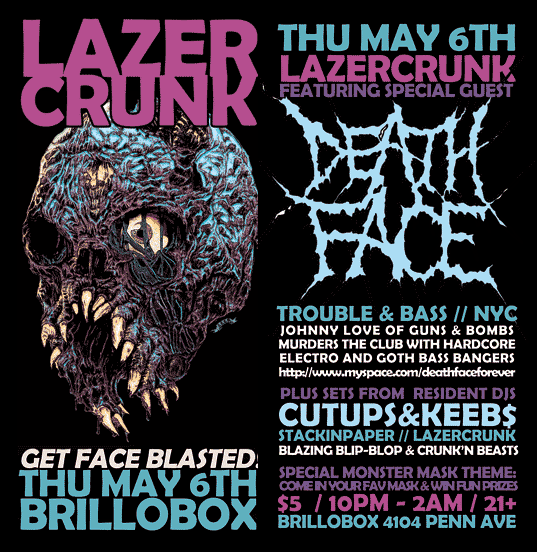 LAZER
CRUNK
GET FACE BLASTED!
THU MAY 6TH
BRILLOBOX
THU MAY 6TH
LAZERCRUNK
FEATURING SPECIAL GUEST
DEATH
FACE
TROUBLE & BASS // NYC
JOHNNY LOVE OF GUNS & BOMBS
MURDERS THE CLUB WITH HARDCORE
ELECTRO AND GOTH BASS BANGERS
http://www.myspace.com/deathfaceforever
PLUS SETS FROM RESIDENT DJS
CUTUPS&KEEB$
STACKINPAPER // LAZERCRUNK
BLAZING BLIP-BLOP & CRUNK'N BEASTS
SPECIAL MONSTER MASK THEME:
COME IN YOUR FAV MASK & WIN FUN PRIZES
$5 / 10PM - 2AM / 21+
BRILLOBOX 4104 PENN AVE